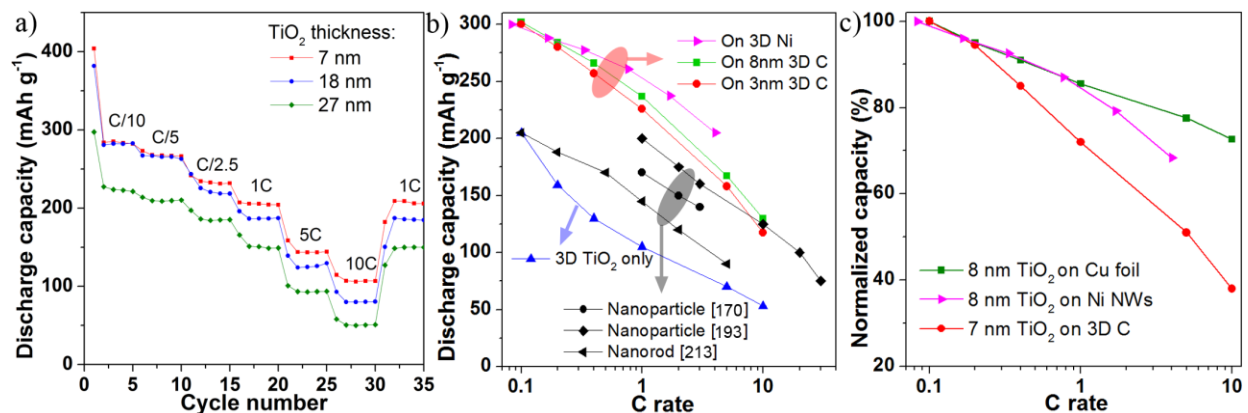 a)
Discharge capacity (mAh g⁻¹)
400
300
200
100
0
0 5 10 15 20 25 30 35
Cycle number
TiO₂ thickness:
7 nm
18 nm
27 nm
C/10
C/5
C/2.5
1C
5C
10C
1C
b)
Discharge capacity (mAh g⁻¹)
300
250
200
150
100
50
0
0.1 1 10
C rate
On 3D Ni
On 8nm 3D C
On 3nm 3D C
3D TiO₂ only
Nanoparticle [170]
Nanoparticle [193]
Nanorod [213]
c)
Normalized capacity (%)
100
80
60
40
20
0.1 1 10
C rate
8 nm TiO₂ on Cu foil
8 nm TiO₂ on Ni NWs
7 nm TiO₂ on 3D C